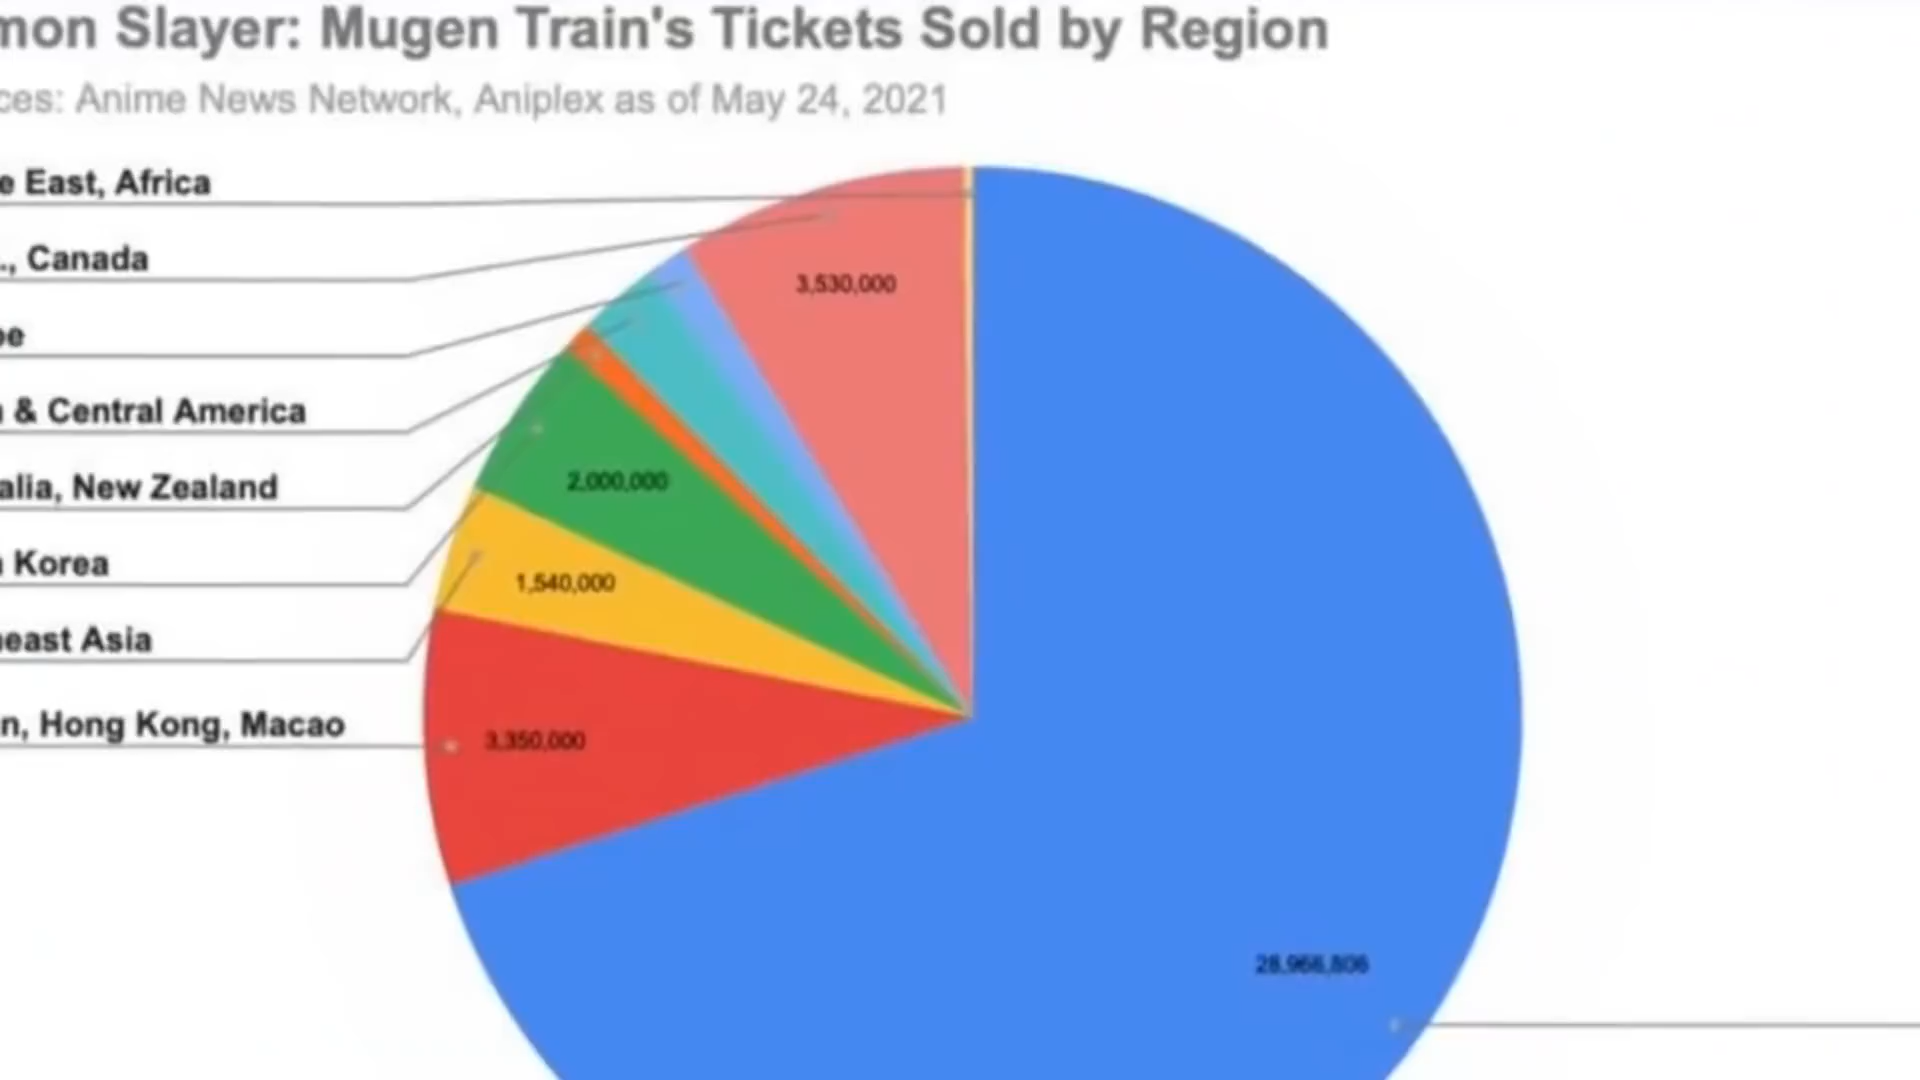 mon Slayer: Mugen Train's Tickets Sold by Region
ces: Anime News Network, Aniplex as of May 24, 2021
e East, Africa
., Canada
3,530,000
pe
& Central America
2,000,000
alia, New Zealand
Korea
1,540,000
heast Asia
n, Hong Kong, Macao
3,350,000
28,966,806